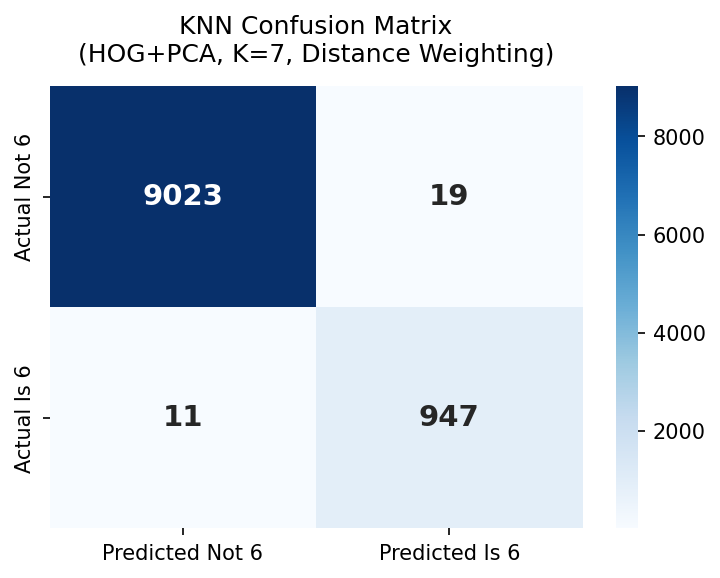 KNN Confusion Matrix
(HOG+PCA, K=7, Distance Weighting)
Actual Not 6
9023
19
8000
6000
4000
Actual Is 6
11
947
2000
Predicted Not 6
Predicted Is 6